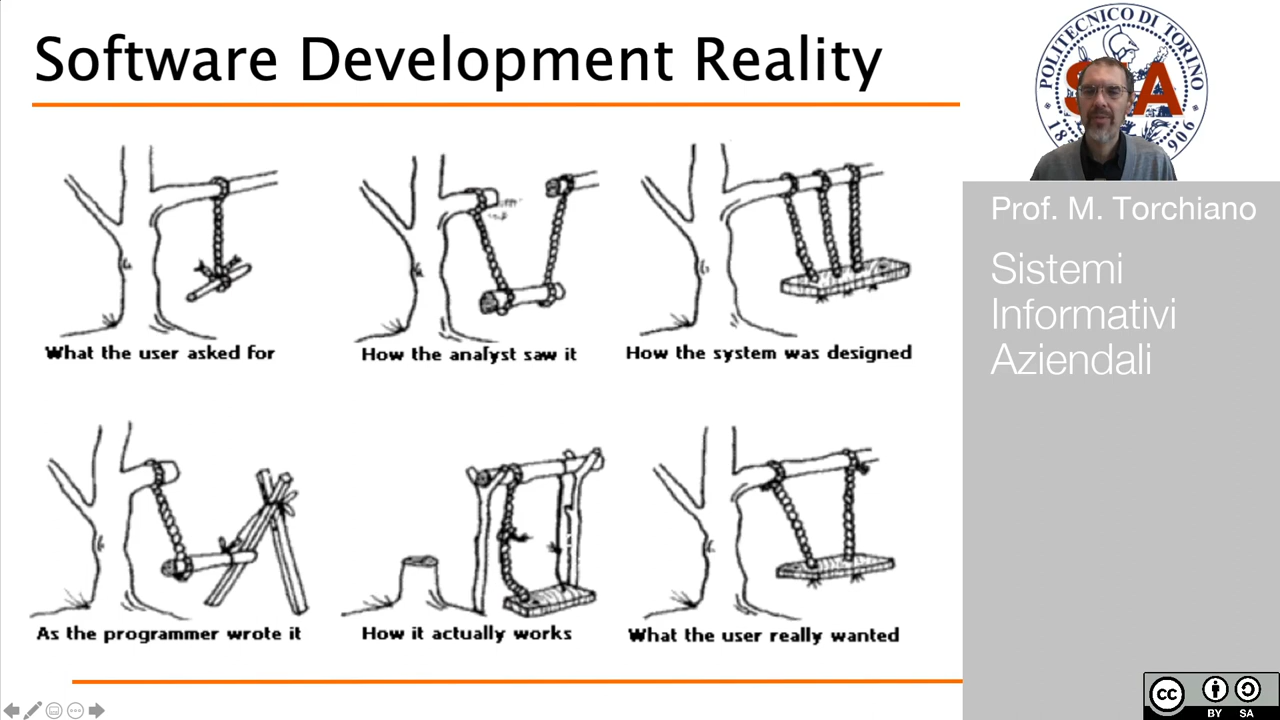 Software Development Reality
What the user asked for
How the analyst saw it
How the system was designed
As the programmer wrote it
How it actually works
What the user really wanted
POLITECNICO DI TORINO
Prof. M. Torchiano
Sistemi
Informativi
Aziendali
cc
BY SA